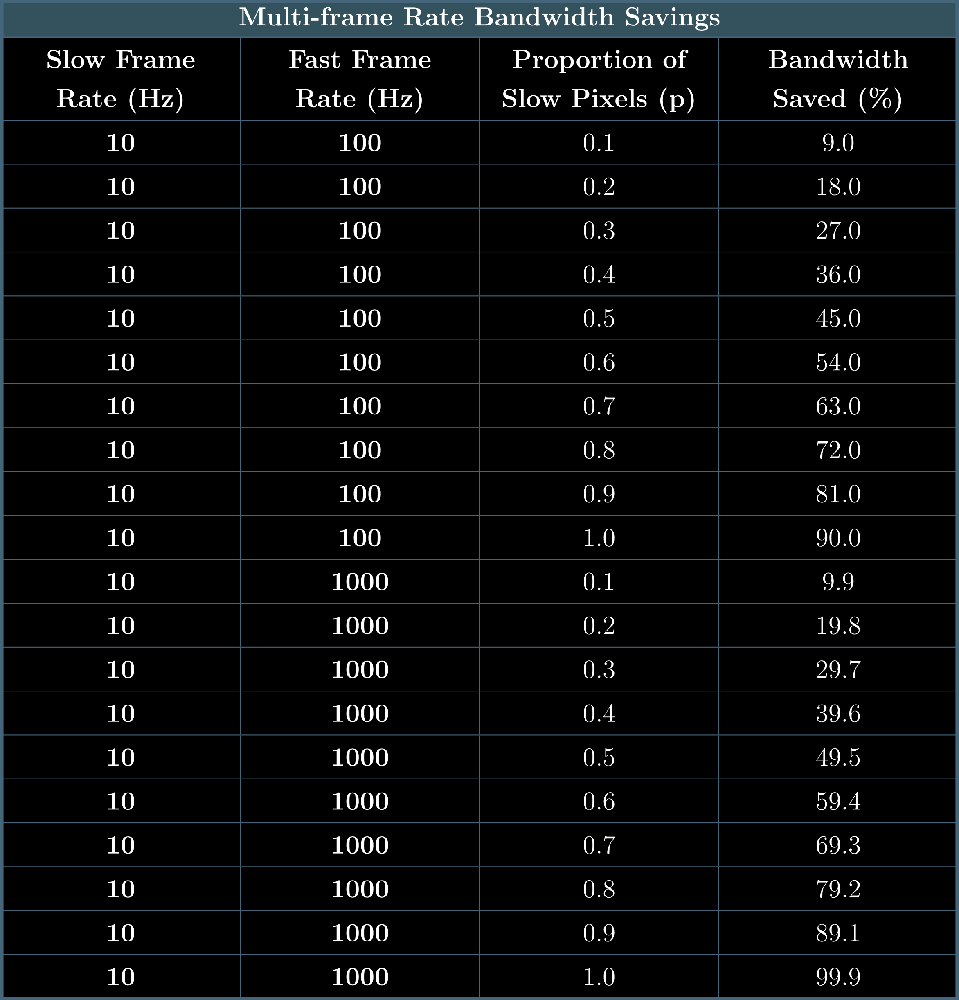 Multi-frame Rate Bandwidth Savings
Slow Frame Rate (Hz) Fast Frame Rate (Hz) Proportion of Slow Pixels (p) Bandwidth Saved (%)
10 100 0.1 9.0
10 100 0.2 18.0
10 100 0.3 27.0
10 100 0.4 36.0
10 100 0.5 45.0
10 100 0.6 54.0
10 100 0.7 63.0
10 100 0.8 72.0
10 100 0.9 81.0
10 100 1.0 90.0
10 1000 0.1 9.9
10 1000 0.2 19.8
10 1000 0.3 29.7
10 1000 0.4 39.6
10 1000 0.5 49.5
10 1000 0.6 59.4
10 1000 0.7 69.3
10 1000 0.8 79.2
10 1000 0.9 89.1
10 1000 1.0 99.9